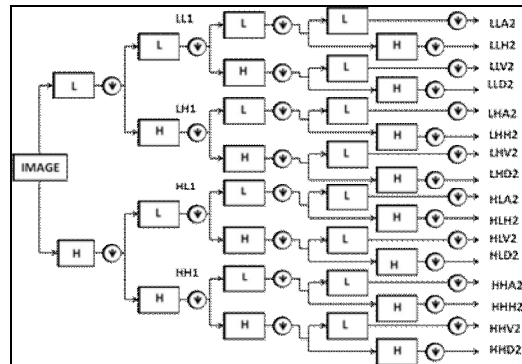 LL1 L L LLA2
L H LLH2
H L LLV2
L H LLD2
LH1 L L LHA2
H LHH2
H H L LHV2
IMAGE H LHD2
HL1 L L HLA2
H HLH2
L H L HLV2
H H HLD2
HH1 L L HHA2
H H HHH2
H L HHV2
H HHD2